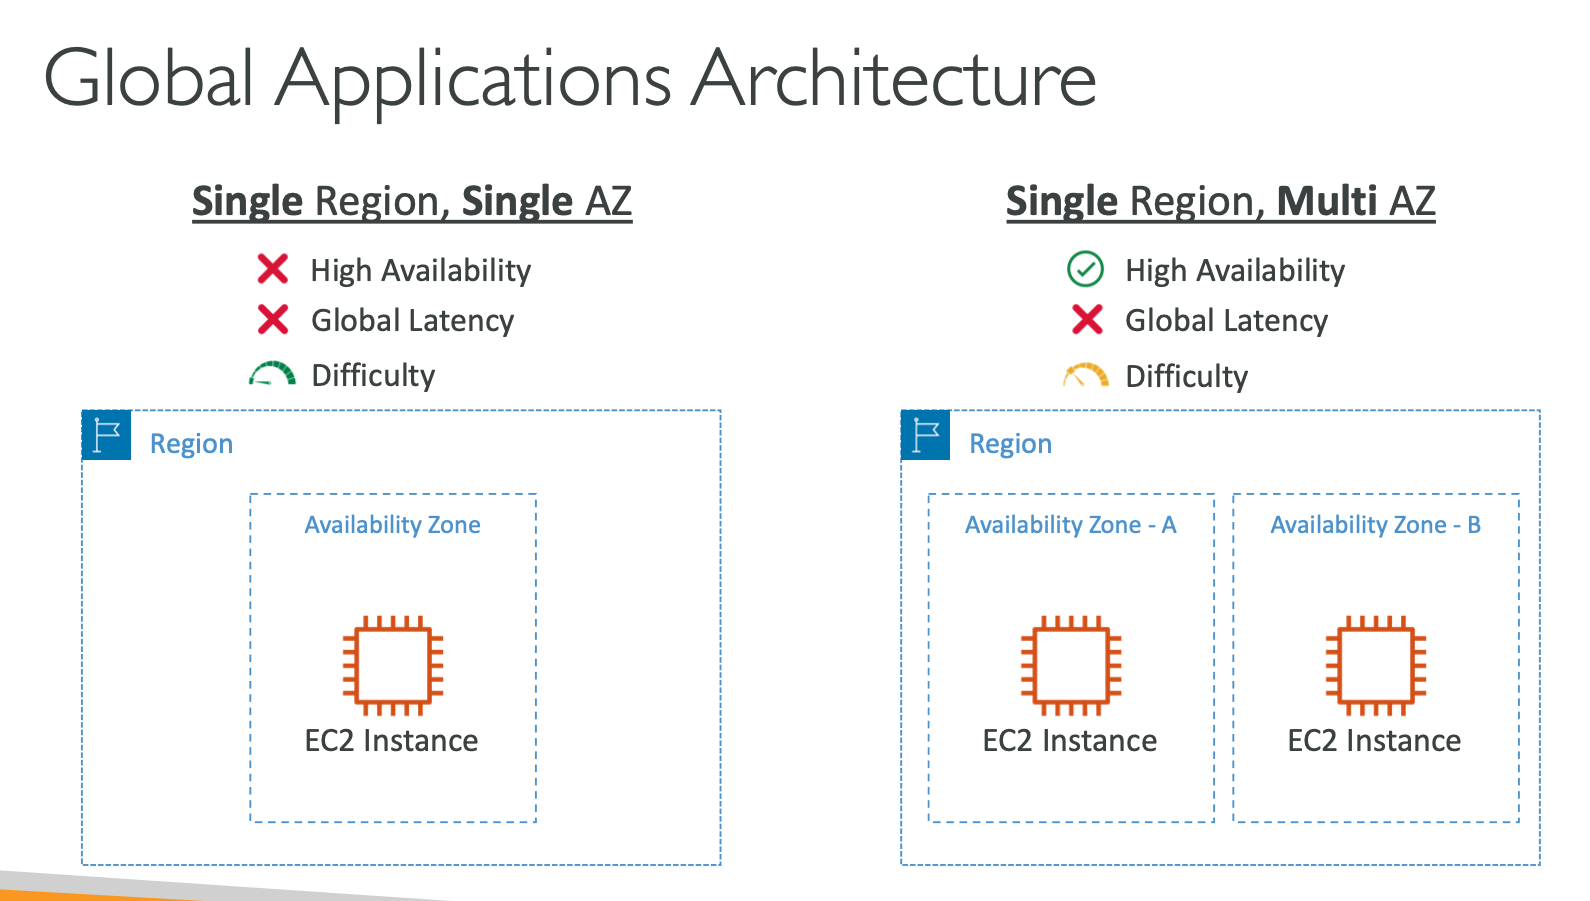 Global Applications Architecture
Single Region, Single AZ
High Availability
Global Latency
Difficulty
Region
Availability Zone
EC2 Instance
Single Region, Multi AZ
High Availability
Global Latency
Difficulty
Region
Availability Zone - A
EC2 Instance
Availability Zone - B
EC2 Instance